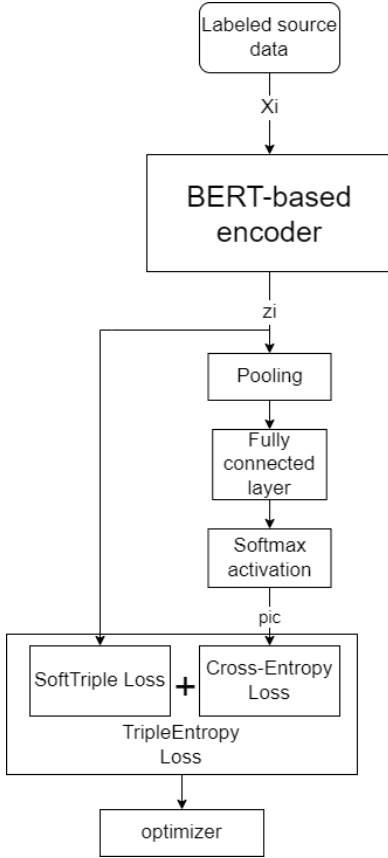 Labeled source
data
Xi
BERT-based
encoder
zi
Pooling
Fully
connected
layer
Softmax
activation
pic
SoftTriple Loss
+
Cross-Entropy
Loss
TripleEntropy
Loss
optimizer